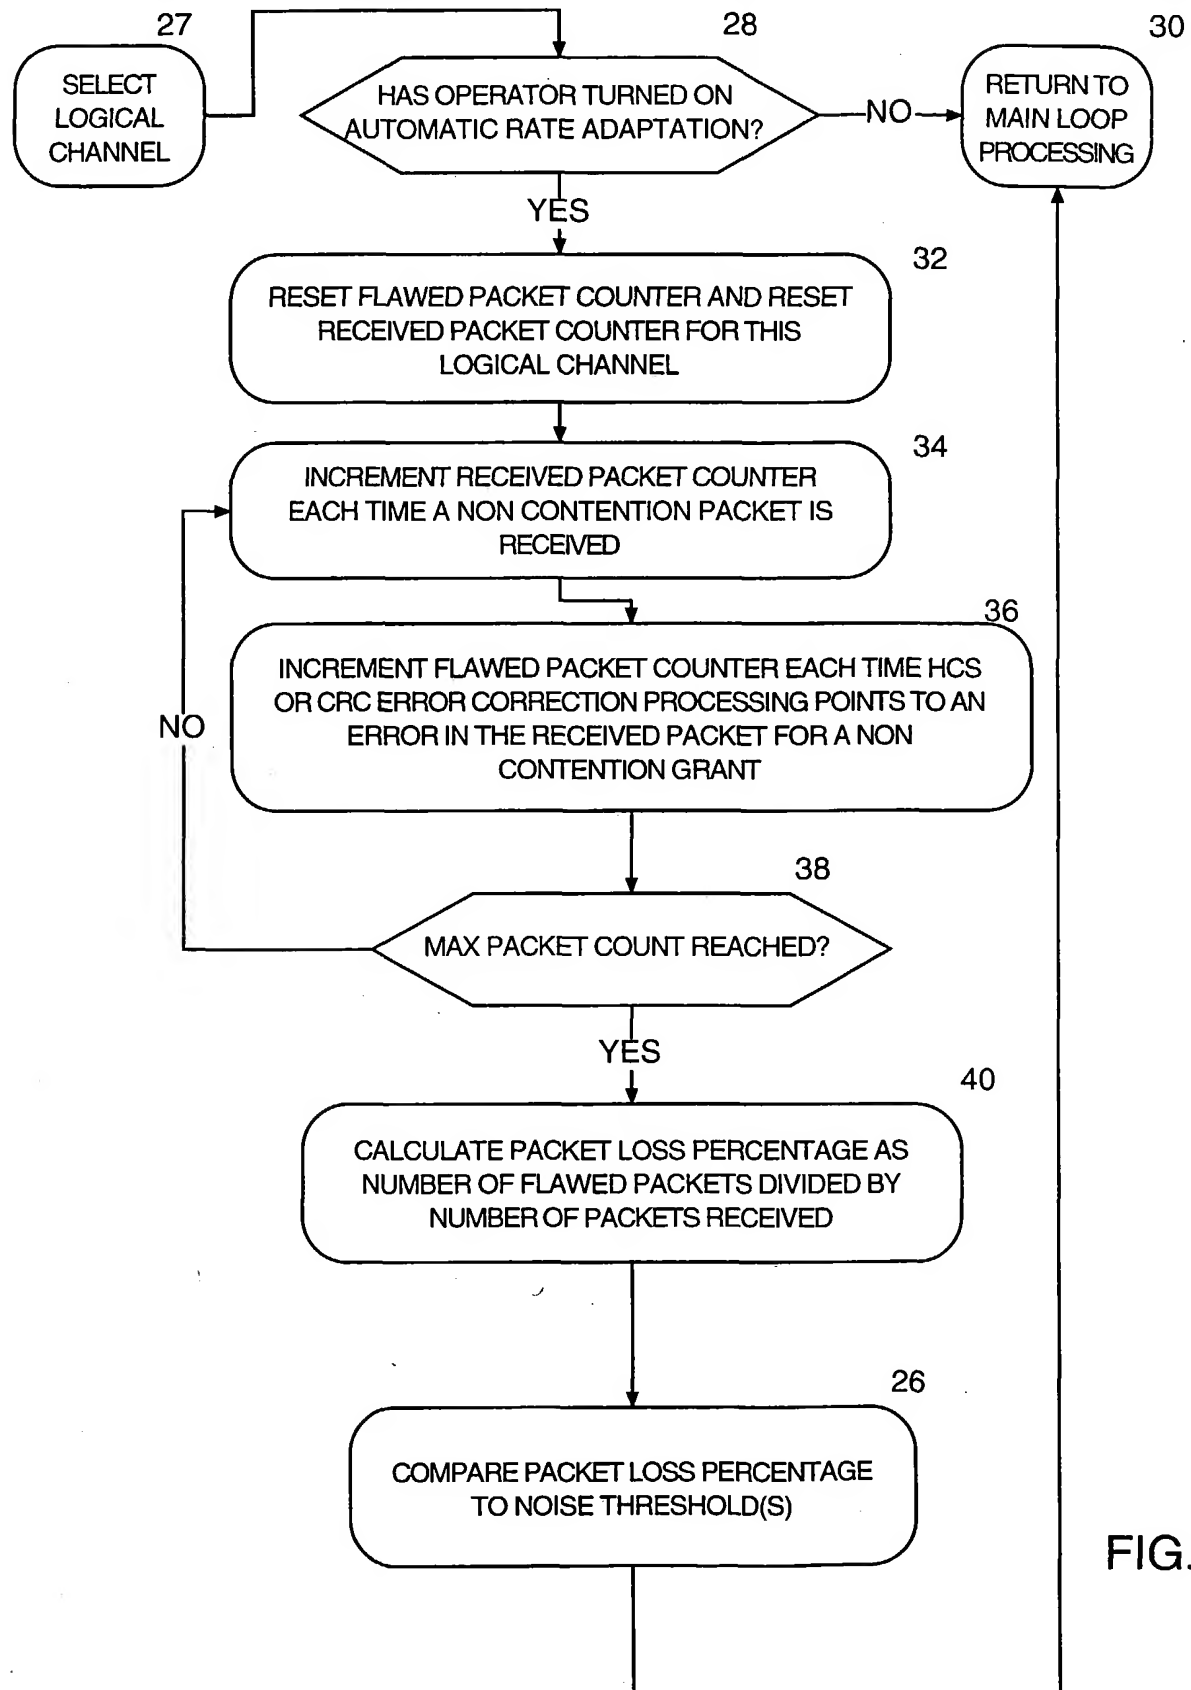 27
28
30
SELECT
LOGICAL
CHANNEL
HAS OPERATOR TURNED ON
AUTOMATIC RATE ADAPTATION?
NO
RETURN TO
MAIN LOOP
PROCESSING
YES
32
RESET FLAWED PACKET COUNTER AND RESET
RECEIVED PACKET COUNTER FOR THIS
LOGICAL CHANNEL
34
INCREMENT RECEIVED PACKET COUNTER
EACH TIME A NON CONTENTION PACKET IS
RECEIVED
36
INCREMENT FLAWED PACKET COUNTER EACH TIME HCS
OR CRC ERROR CORRECTION PROCESSING POINTS TO AN
ERROR IN THE RECEIVED PACKET FOR A NON
CONTENTION GRANT
NO
38
MAX PACKET COUNT REACHED?
YES
40
CALCULATE PACKET LOSS PERCENTAGE AS
NUMBER OF FLAWED PACKETS DIVIDED BY
NUMBER OF PACKETS RECEIVED
26
COMPARE PACKET LOSS PERCENTAGE
TO NOISE THRESHOLD(S)
FIG.